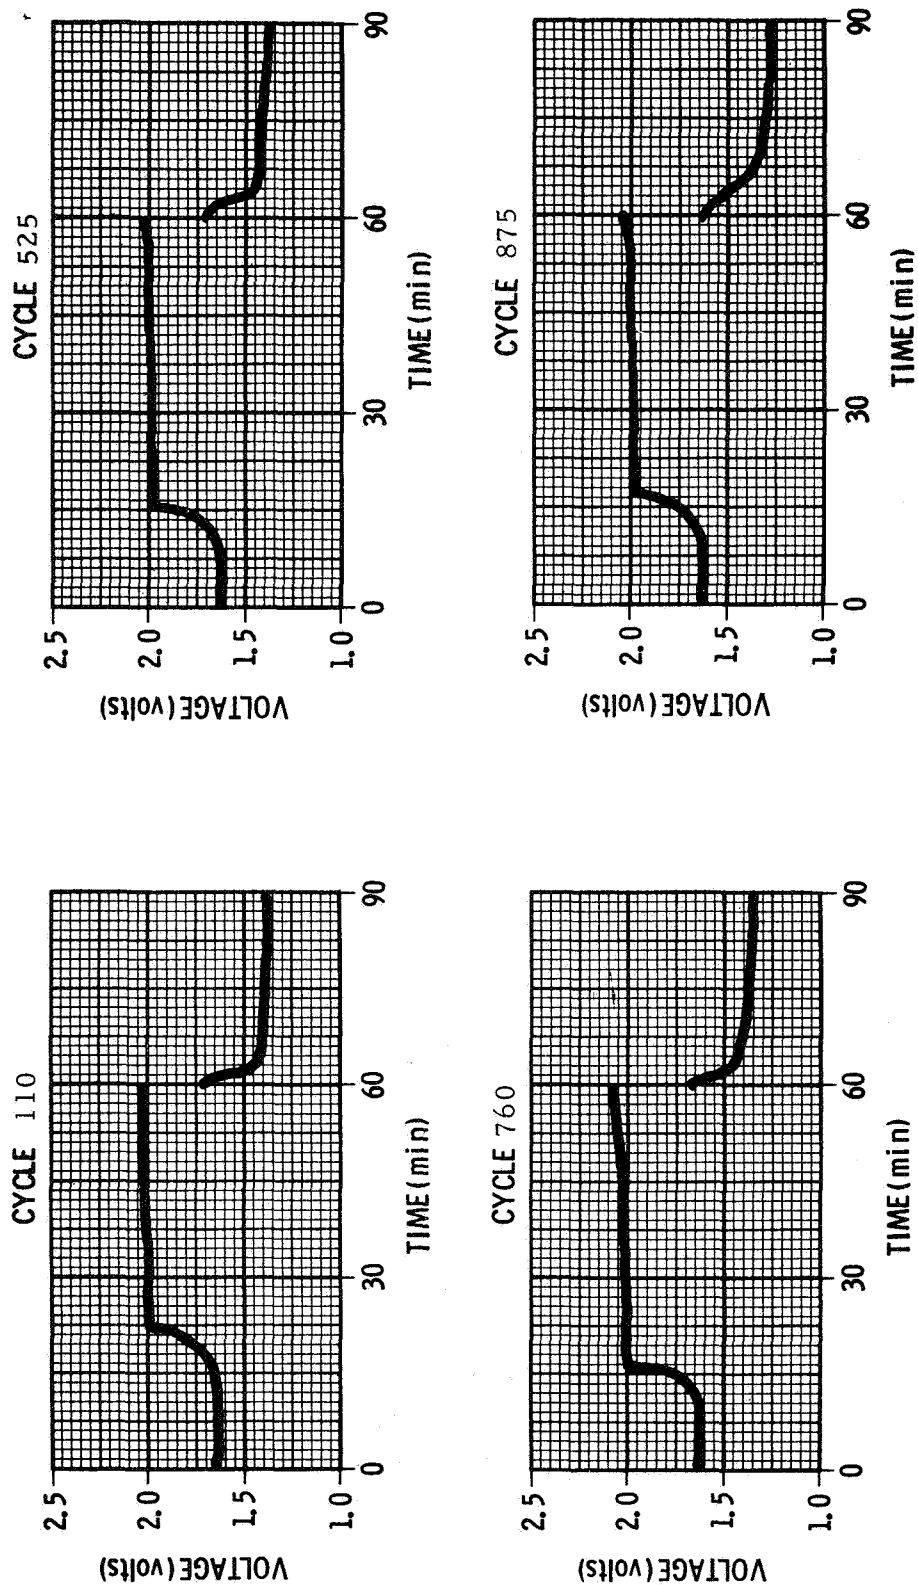 CYCLE 110
VOLTAGE (volts)
2.5
2.0
1.5
1.0
0
30
60
90
TIME (min)
CYCLE 525
VOLTAGE (volts)
2.5
2.0
1.5
1.0
0
30
60
90
TIME (min)
CYCLE 760
VOLTAGE (volts)
2.5
2.0
1.5
1.0
0
30
60
90
TIME (min)
CYCLE 875
VOLTAGE (volts)
2.5
2.0
1.5
1.0
0
30
60
90
TIME (min)